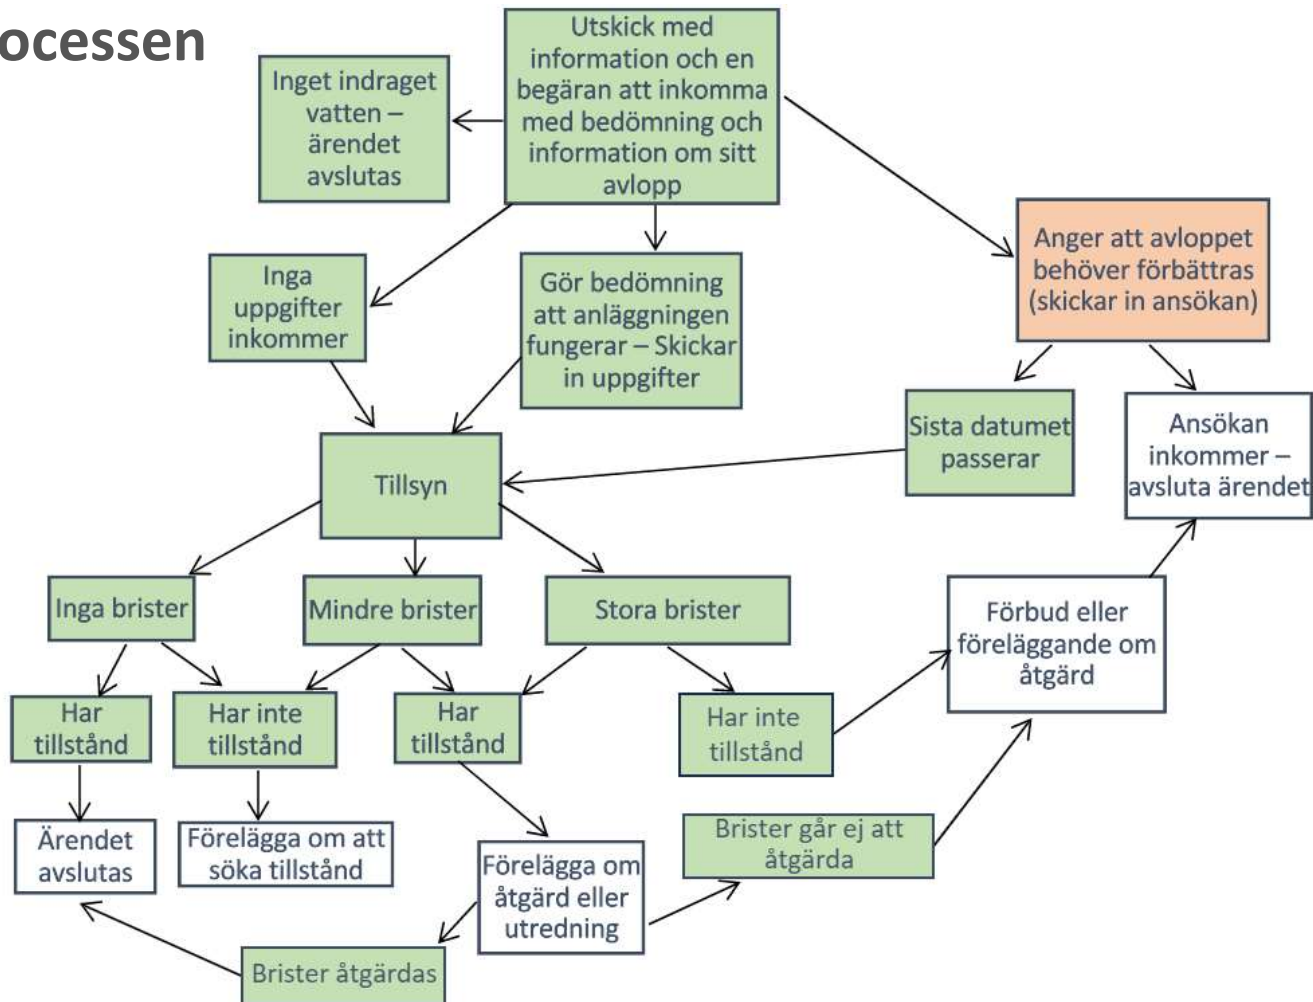 ocessen
Utskick med
information och en
begäran att inkomma
med bedömning och
information om sitt
avlopp
Inget indraget
vatten –
ärendet
avslutas
Anger att avloppet
behöver förbättras
(skickar in ansökan)
Inga
uppgifter
inkommer
Gör bedömning
att anläggningen
fungerar – Skickar
in uppgifter
Sista datumet
passerar
Ansökan
inkommer –
avsluta ärendet
Tillsyn
Inga brister
Mindre brister
Stora brister
Förbud eller
föreläggande om
åtgärd
Har
tillstånd
Har inte
tillstånd
Har
tillstånd
Har inte
tillstånd
Ärendet
avslutas
Förelägga om att
söka tillstånd
Förelägga om
åtgärd eller
utredning
Brister går ej att
åtgärda
Brister åtgärdas